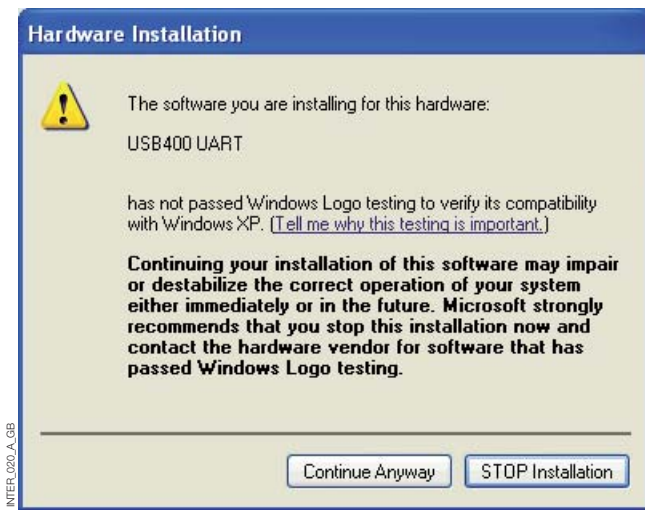 Hardware Installation
The software you are installing for this hardware:
USB400 UART
has not passed Windows Logo testing to verify its compatibility
with Windows XP. (Tell me why this testing is important.)
Continuing your installation of this software may impair
or destabilize the correct operation of your system
either immediately or in the future. Microsoft strongly
recommends that you stop this installation now and
contact the hardware vendor for software that has
passed Windows Logo testing.
Continue Anyway
STOP Installation
INTER_020_A_GB